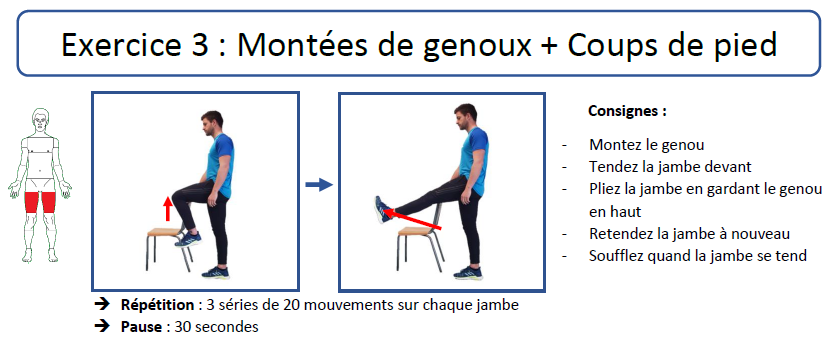 Exercice 3 : Montées de genoux + Coups de pied
Consignes :
- Montez le genou
- Tendez la jambe devant
- Pliez la jambe en gardant le genou
en haut
- Retendez la jambe à nouveau
- Soufflez quand la jambe se tend
➔ Répétition : 3 séries de 20 mouvements sur chaque jambe
➔ Pause : 30 secondes